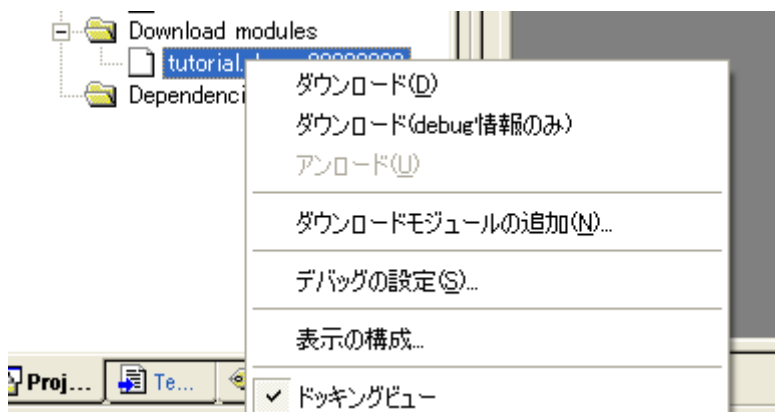 Download modules
tutorial.
Dependenci
ダウンロード(D)
ダウンロード(debug情報のみ)
アンロード(U)
ダウンロードモジュールの追加(N)...
デバッグの設定(S)...
表示の構成...
ドッキングビュー
Proj...
Te...